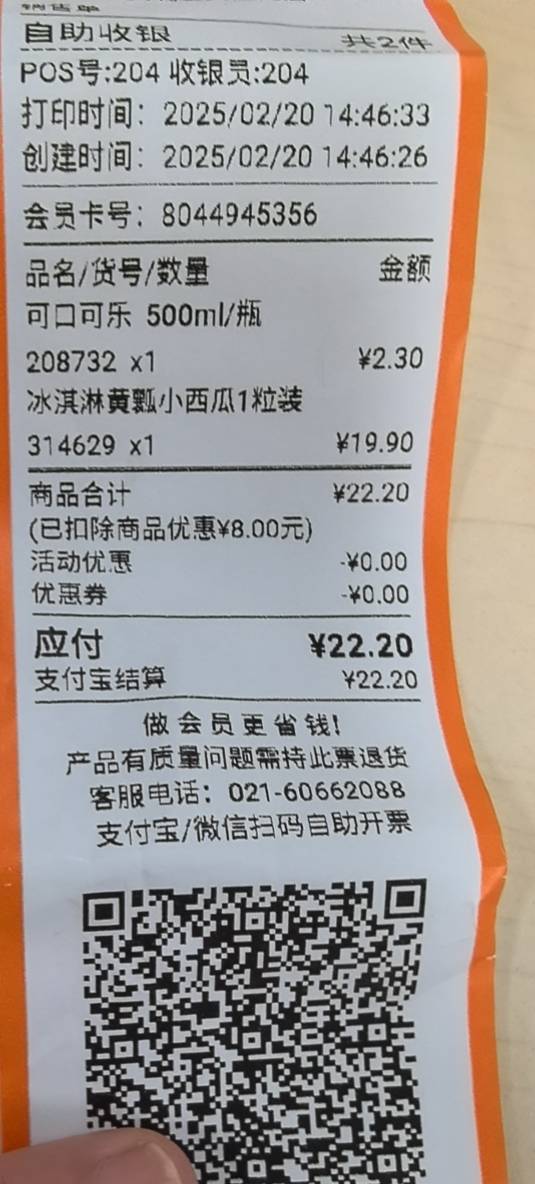 销售单
自助收银 共2件
POS号:204 收银员:204
打印时间: 2025/02/20 14:46:33
创建时间: 2025/02/20 14:46:26
会员卡号: 8044945356
品名/货号/数量 金额
可口可乐 500ml/瓶
208732 x1 ¥2.30
冰淇淋黄瓤小西瓜1粒装
314629 x1 ¥19.90
商品合计 ¥22.20
(已扣除商品优惠¥8.00元)
活动优惠 -¥0.00
优惠券 -¥0.00
应付 ¥22.20
支付宝结算 ¥22.20
做会员更省钱!
产品有质量问题需持此票退货
客服电话: 021-60662088
支付宝/微信扫码自助开票